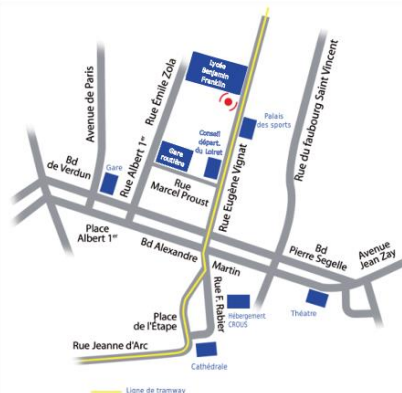 Lycée
Benjamin
Franklin
Avenue de Paris
Rue Émile Zola
Rue du faubourg Saint Vincent
Palais
des sports
Conseil
départ.
du Loiret
Gare
routière
Bd
de Verdun
Gare
Rue Albert 1er
Rue
Marcel Proust
Rue Eugène Vignat
Place
Albert 1er
Bd Alexandre
Martin
Bd
Pierre Segelle
Avenue
Jean Zay
Rue F. Rabier
Place
de l'Étape
Hébergement
CROUS
Théatre
Rue Jeanne d'Arc
Cathédrale
Ligne de tramway